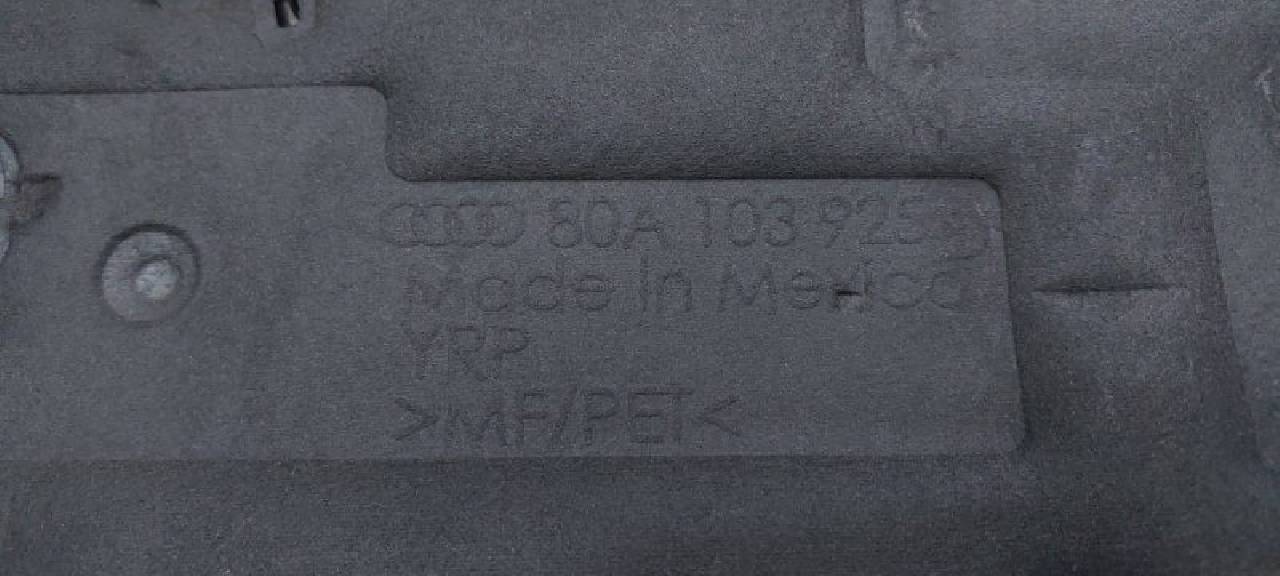 80A 103 925
Made in Mexico
YRP
>MF/PET<